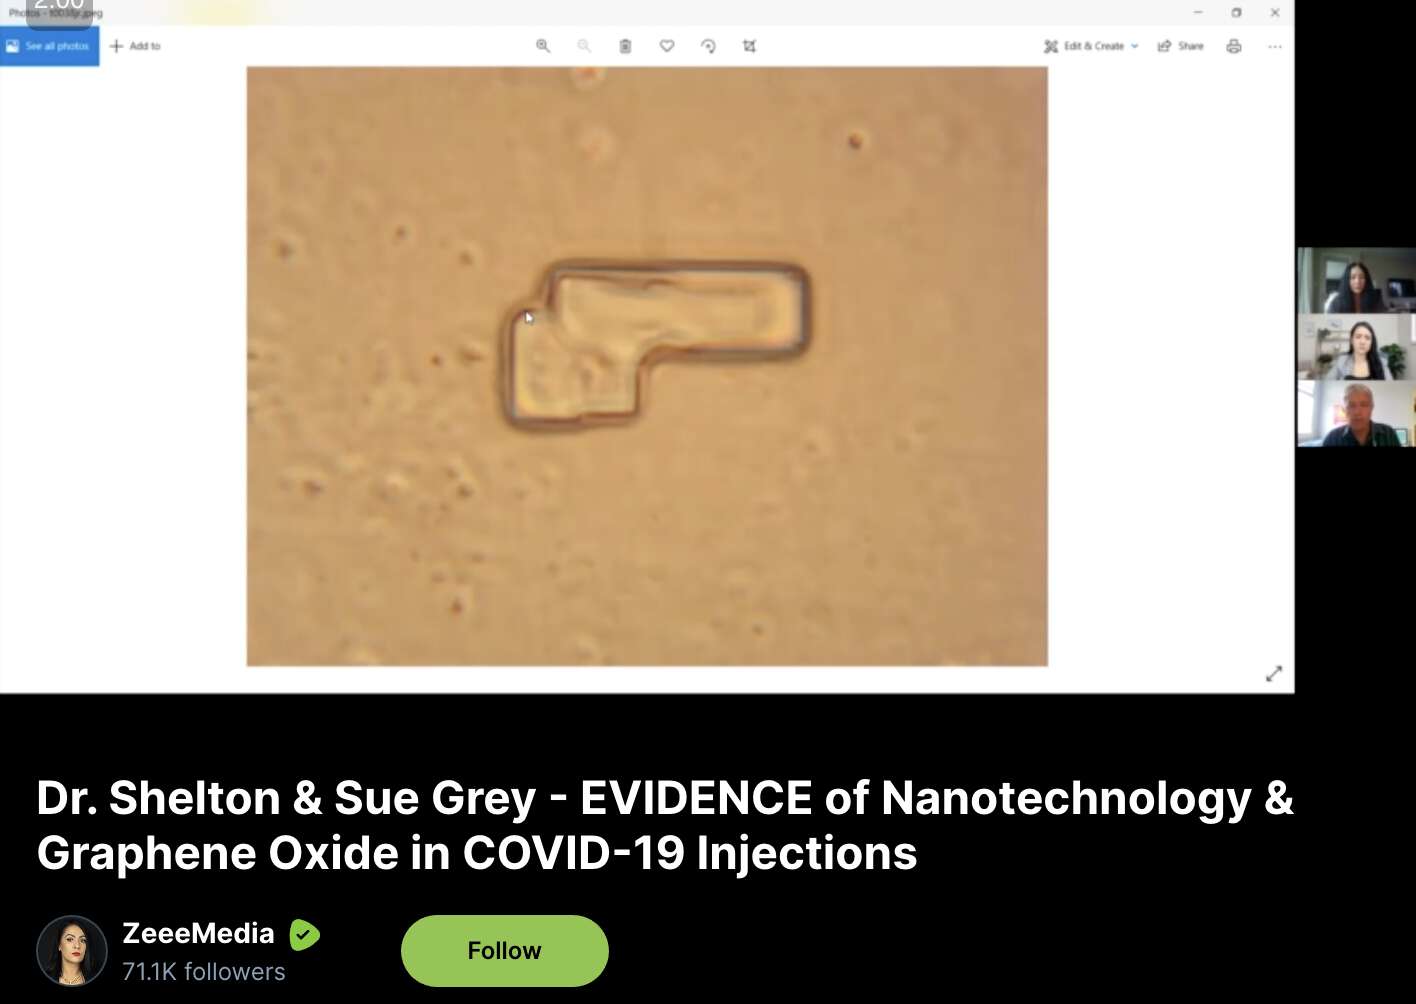 2:00
Photos - t003fjr.jpeg
See all photos
Add to
Edit & Create
Share
Dr. Shelton & Sue Grey - EVIDENCE of Nanotechnology &
Graphene Oxide in COVID-19 Injections
ZeeeMedia
71.1K followers
Follow